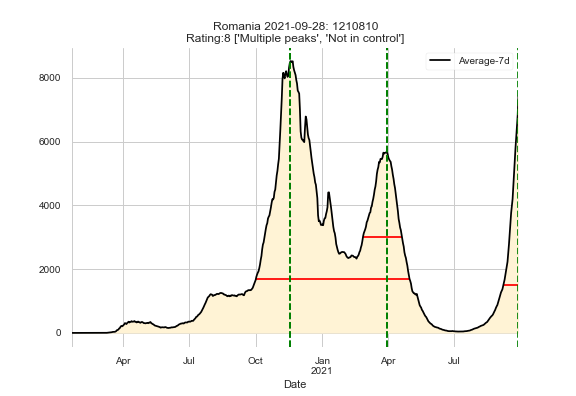 Romania 2021-09-28: 1210810
Rating:8 ['Multiple peaks', 'Not in control']
Average-7d
8000
6000
4000
2000
0
Apr Jul Oct Jan Apr Jul
2021
Date